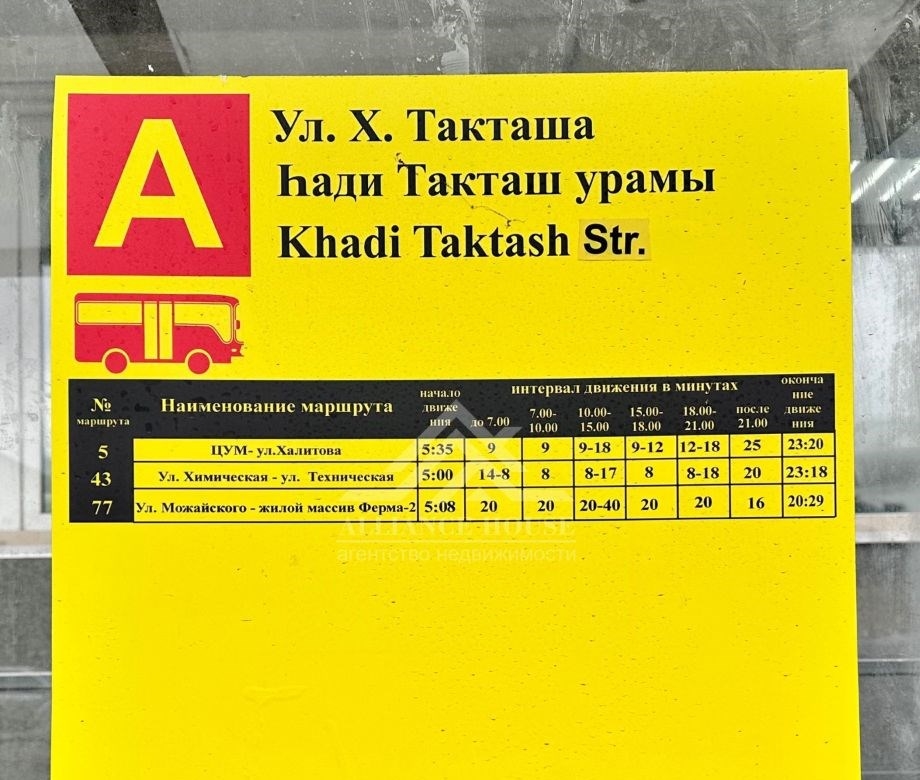 А
Ул. Х. Такташа
Һади Такташ урамы
Khadi Taktash Str.
№ маршрута Наименование маршрута начало движения интервал движения в минутах окончание движения
до 7.00 7.00-10.00 10.00-15.00 15.00-18.00 18.00-21.00 после 21.00
5 ЦУМ- ул.Халитова 5:35 9 9 9-18 9-12 12-18 25 23:20
43 Ул. Химическая - ул. Техническая 5:00 14-8 8 8-17 8 8-18 20 23:18
77 Ул. Можайского - жилой массив Ферма-2 5:08 20 20 20-40 20 20 16 20:29
ALLIANCE HOUSE
агентство недвижимости